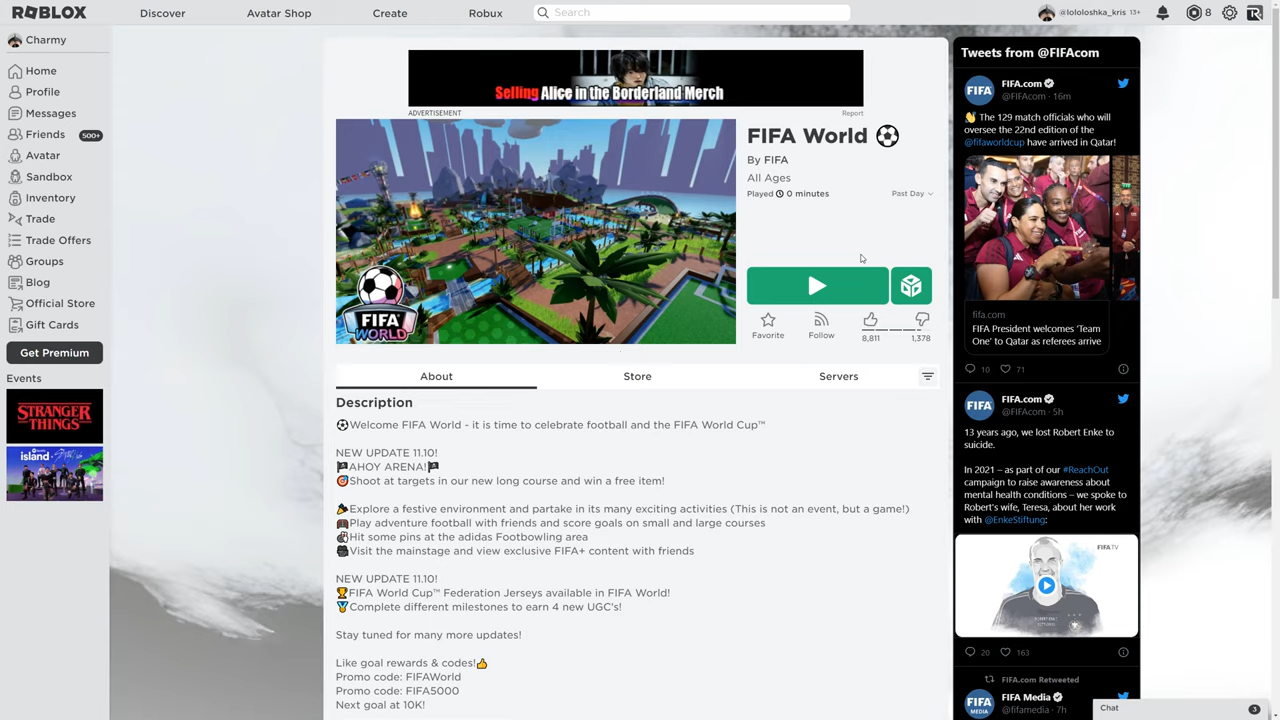 ROBLOX
Discover
Avatar Shop
Create
Robux
Search
@lololoshka_kris 13+
8
Charmy
Home
Profile
Messages
Friends 500+
Avatar
Sandbox
Inventory
Trade
Trade Offers
Groups
Blog
Official Store
Gift Cards
Get Premium
Events
STRANGER
THINGS
island
Selling Alice in the Borderland Merch
ADVERTISEMENT
Report
FIFA
WORLD
FIFA World
By FIFA
All Ages
Played 0 minutes
Past Day
Favorite
Follow
8,811
1,378
About
Store
Servers
Description
⚽Welcome FIFA World - it is time to celebrate football and the FIFA World Cup™
NEW UPDATE 11.10!
🏴AHOY ARENA!🏴
🎯Shoot at targets in our new long course and win a free item!
Explore a festive environment and partake in its many exciting activities (This is not an event, but a game!)
🎮Play adventure football with friends and score goals on small and large courses
Hit some pins at the adidas Footbowling area
Visit the mainstage and view exclusive FIFA+ content with friends
NEW UPDATE 11.10!
FIFA World Cup™ Federation Jerseys available in FIFA World!
🏅Complete different milestones to earn 4 new UGC's!
Stay tuned for many more updates!
Like goal rewards & codes!👍
Promo code: FIFAWorld
Promo code: FIFA5000
Next goal at 10K!
Tweets from @FIFAcom
FIFA
FIFA.com
@FIFAcom · 16m
👋 The 129 match officials who will
oversee the 22nd edition of the
@fifaworldcup have arrived in Qatar!
fifa.com
FIFA President welcomes 'Team
One' to Qatar as referees arrive
10
71
FIFA
FIFA.com
@FIFAcom · 5h
13 years ago, we lost Robert Enke to
suicide.
In 2021 – as part of our #ReachOut
campaign to raise awareness about
mental health conditions – we spoke to
Robert's wife, Teresa, about her work
with @EnkeStiftung:
FIFA TV
20
163
FIFA.com Retweeted
FIFA
MEDIA
FIFA Media
@fifamedia · 7h
Chat
3